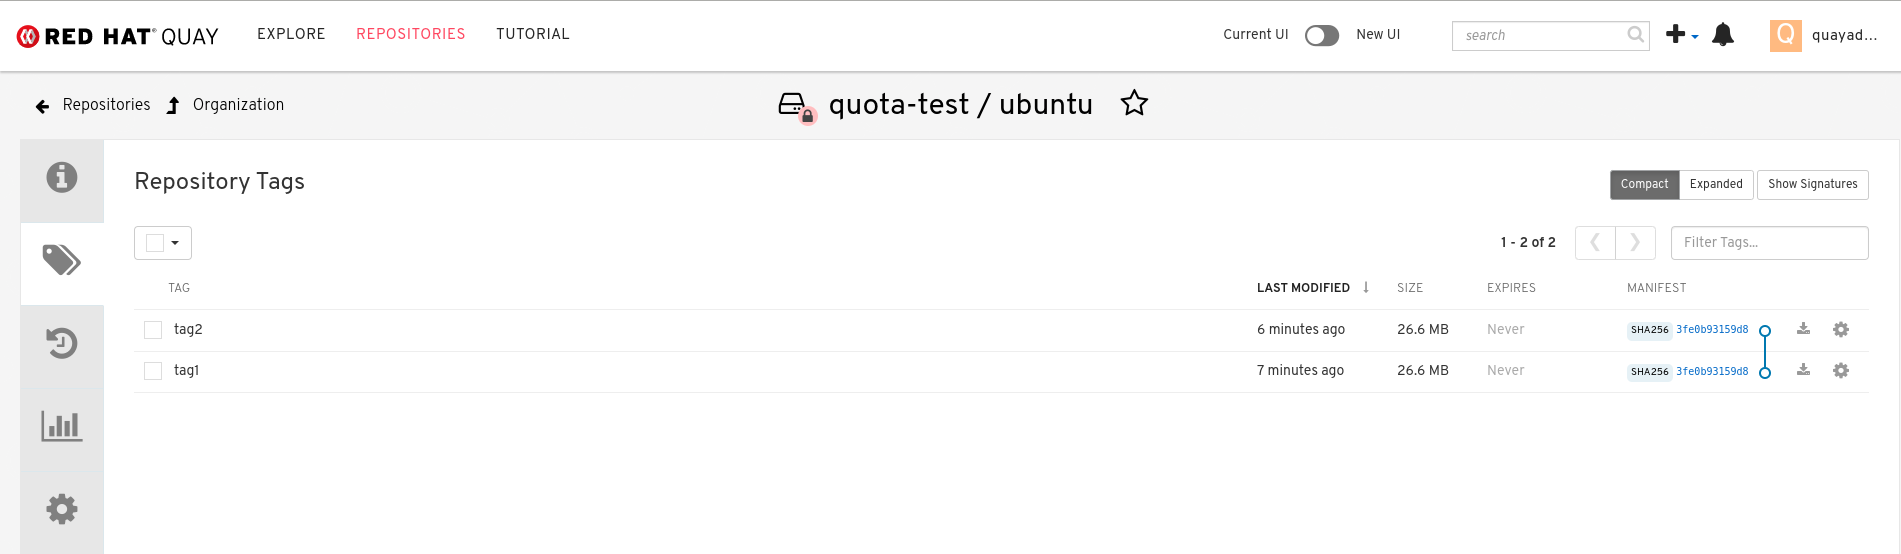 RED HAT® QUAY EXPLORE REPOSITORIES TUTORIAL Current UI New UI search quayad...
Repositories Organization quota-test / ubuntu
Repository Tags Compact Expanded Show Signatures
1 - 2 of 2 Filter Tags...
TAG LAST MODIFIED ↓ SIZE EXPIRES MANIFEST
tag2 6 minutes ago 26.6 MB Never SHA256 3fe0b93159d8
tag1 7 minutes ago 26.6 MB Never SHA256 3fe0b93159d8